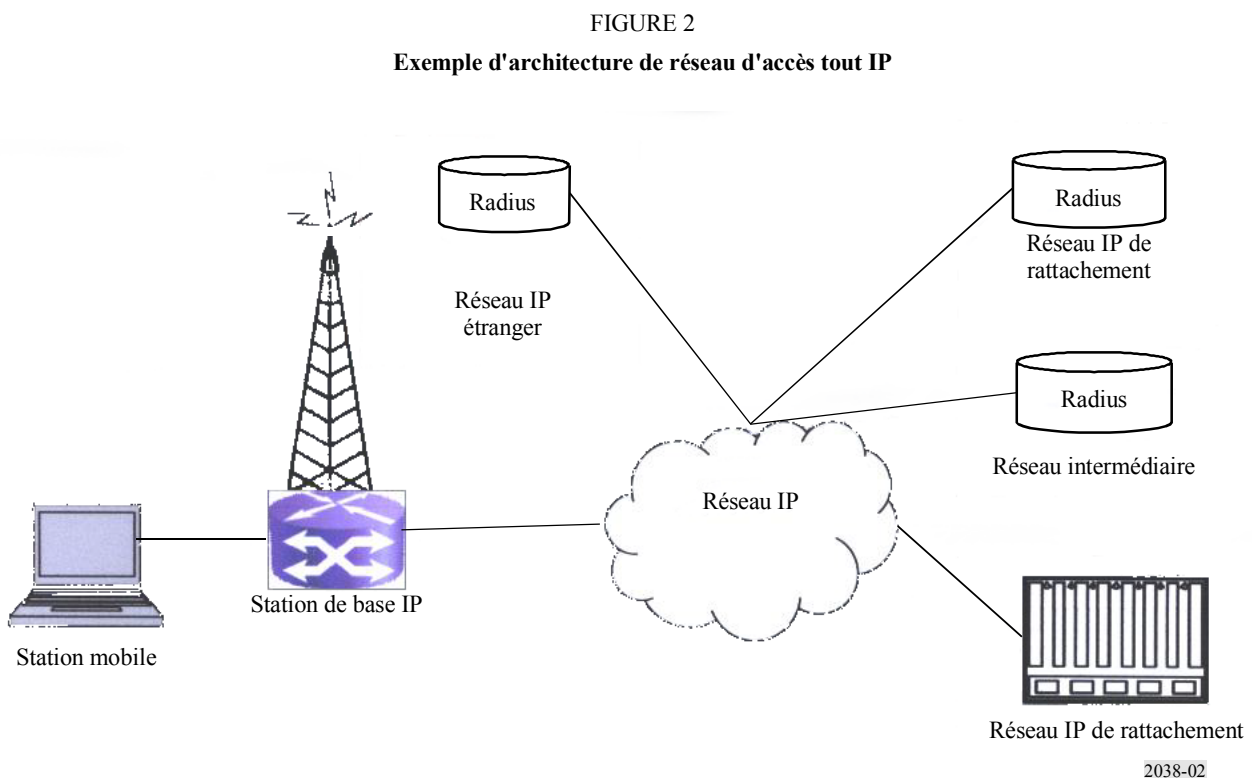 FIGURE 2
Exemple d'architecture de réseau d'accès tout IP
Radius
Réseau IP
étranger
Radius
Réseau IP de
rattachement
Radius
Réseau intermédiaire
Réseau IP
Station de base IP
Station mobile
Réseau IP de rattachement
2038-02